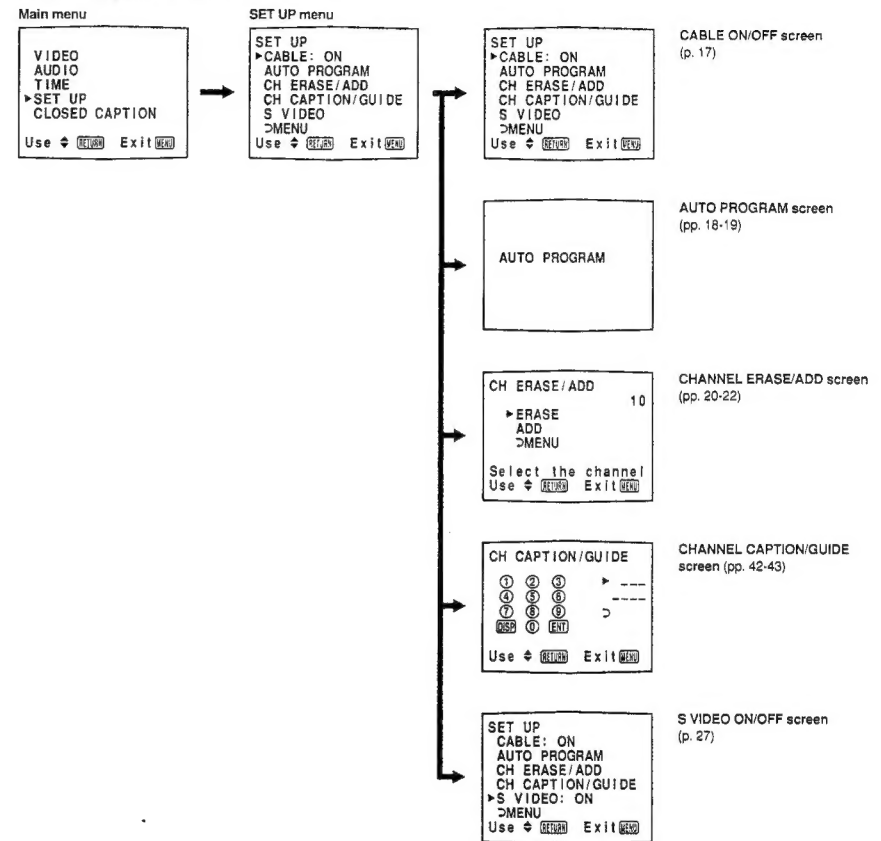 Main menu
VIDEO
AUDIO
TIME
▶SET UP
CLOSED CAPTION
Use ♦ RETURN Exit MENU
SET UP menu
SET UP
▶CABLE: ON
AUTO PROGRAM
CH ERASE/ADD
CH CAPTION/GUIDE
S VIDEO
⊃MENU
Use ♦ RETURN Exit MENU
SET UP
▶CABLE: ON
AUTO PROGRAM
CH ERASE/ADD
CH CAPTION/GUIDE
S VIDEO
⊃MENU
Use ♦ RETURN Exit MENU
CABLE ON/OFF screen
(p. 17)
AUTO PROGRAM
AUTO PROGRAM screen
(pp. 18-19)
CH ERASE/ADD
10
▶ERASE
ADD
⊃MENU
Select the channel
Use ♦ RETURN Exit MENU
CHANNEL ERASE/ADD screen
(pp. 20-22)
CH CAPTION/GUIDE
① ② ③ ▶ ---
④ ⑤ ⑥ ----
⑦ ⑧ ⑨ ⊃
DISP ⓪ ENT
Use ♦ RETURN Exit MENU
CHANNEL CAPTION/GUIDE
screen (pp. 42-43)
SET UP
CABLE: ON
AUTO PROGRAM
CH ERASE/ADD
CH CAPTION/GUIDE
▶S VIDEO: ON
⊃MENU
Use ♦ RETURN Exit MENU
S VIDEO ON/OFF screen
(p. 27)